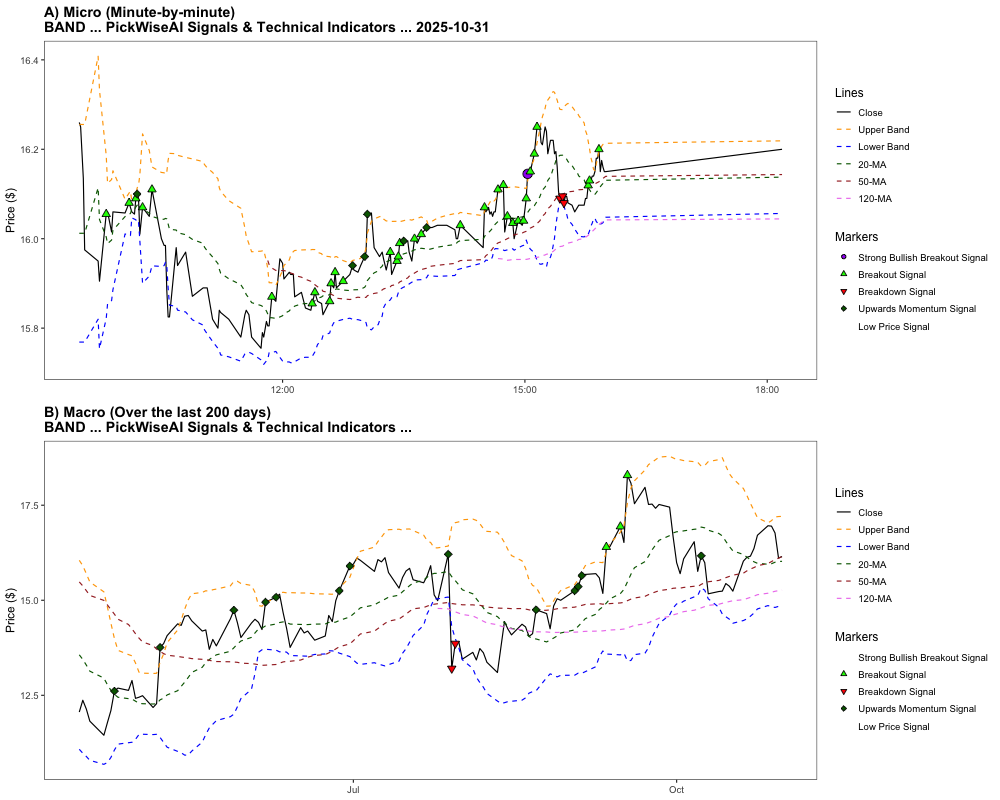 A) Micro (Minute-by-minute)
BAND ... PickWiseAI Signals & Technical Indicators ... 2025-10-31
Price ($)
16.4
16.2
16.0
15.8
12:00
15:00
18:00
Lines
Close
Upper Band
Lower Band
20-MA
50-MA
120-MA
Markers
Strong Bullish Breakout Signal
Breakout Signal
Breakdown Signal
Upwards Momentum Signal
Low Price Signal
B) Macro (Over the last 200 days)
BAND ... PickWiseAI Signals & Technical Indicators ...
Price ($)
17.5
15.0
12.5
Jul
Oct
Lines
Close
Upper Band
Lower Band
20-MA
50-MA
120-MA
Markers
Strong Bullish Breakout Signal
Breakout Signal
Breakdown Signal
Upwards Momentum Signal
Low Price Signal